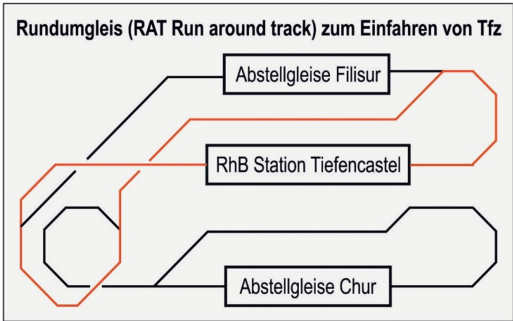 Rundumgleis (RAT Run around track) zum Einfahren von Tfz
Abstellgleise Filisur
RhB Station Tiefencastel
Abstellgleise Chur